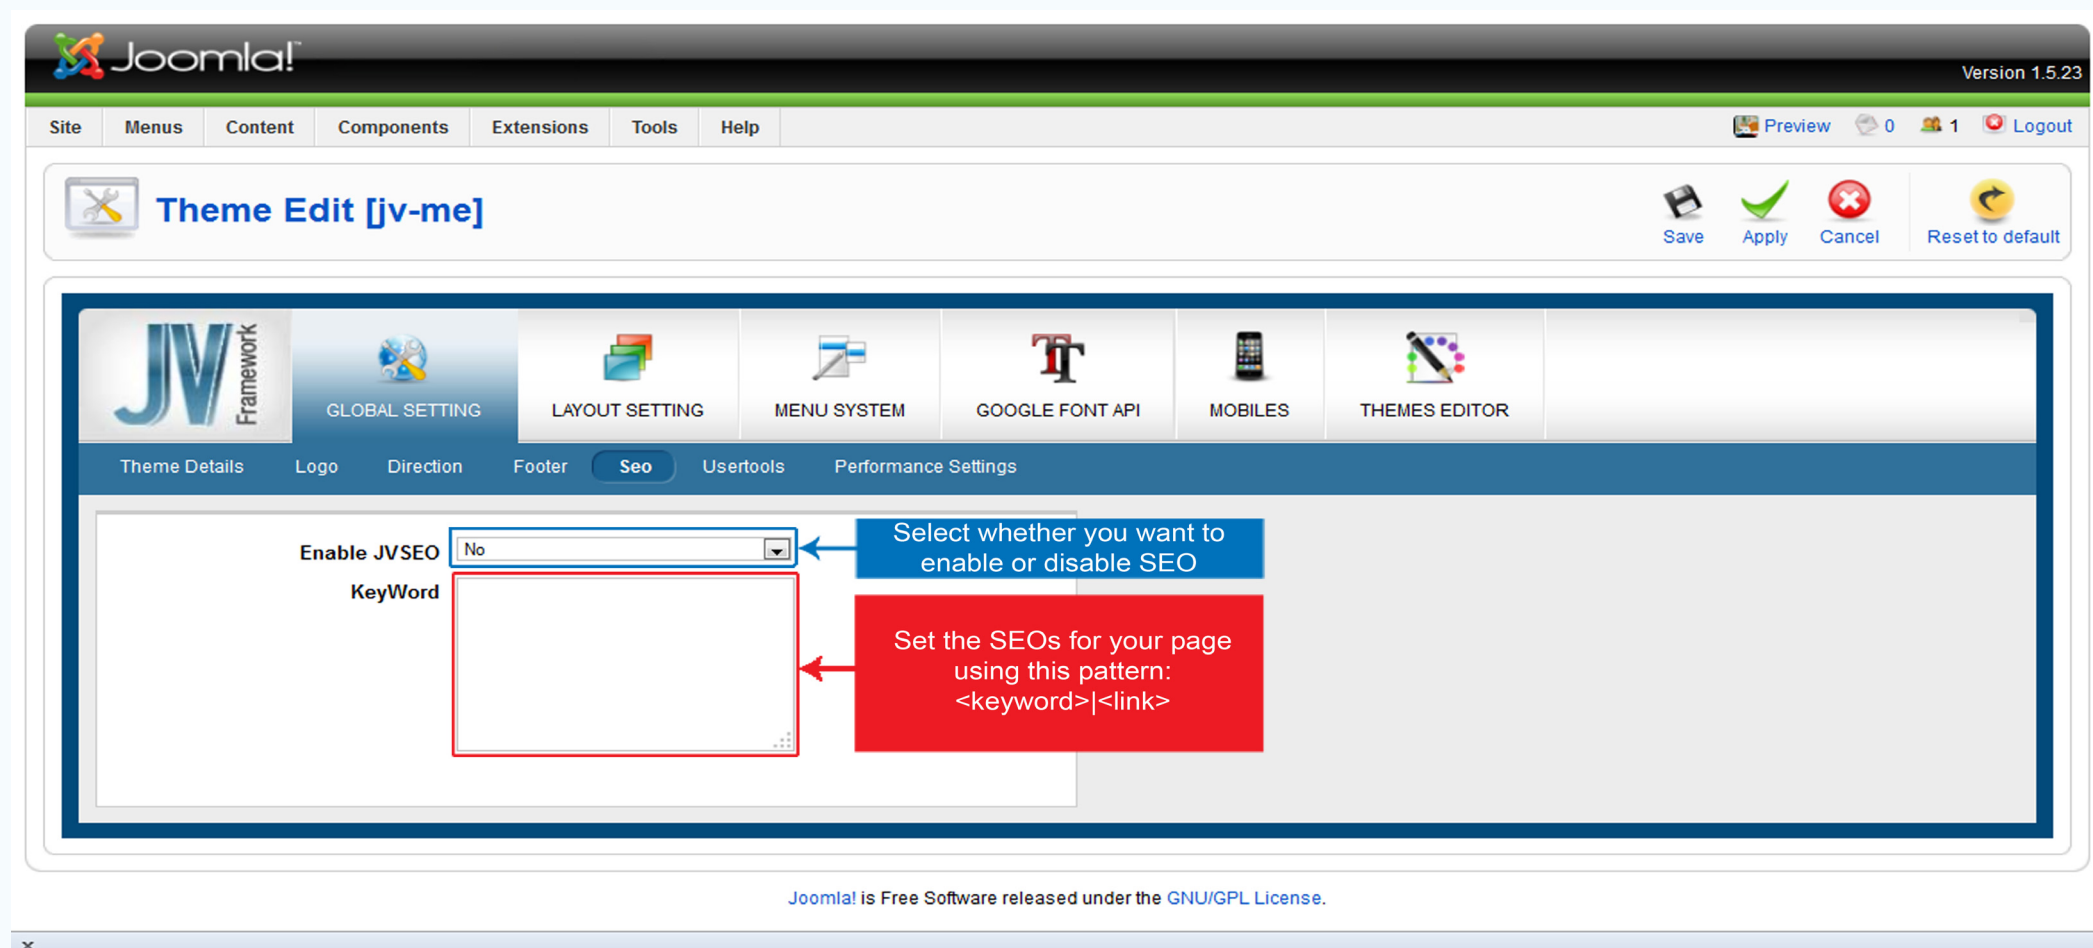 Joomla!™
Version 1.5.23
Site Menus Content Components Extensions Tools Help Preview 0 1 Logout
Theme Edit [jv-me]
Save Apply Cancel Reset to default
JV Framework
GLOBAL SETTING LAYOUT SETTING MENU SYSTEM GOOGLE FONT API MOBILES THEMES EDITOR
Theme Details Logo Direction Footer Seo Usertools Performance Settings
Enable JVSEO No
Select whether you want to
enable or disable SEO
KeyWord
Set the SEOs for your page
using this pattern:
<keyword>|<link>
Joomla! is Free Software released under the GNU/GPL License.